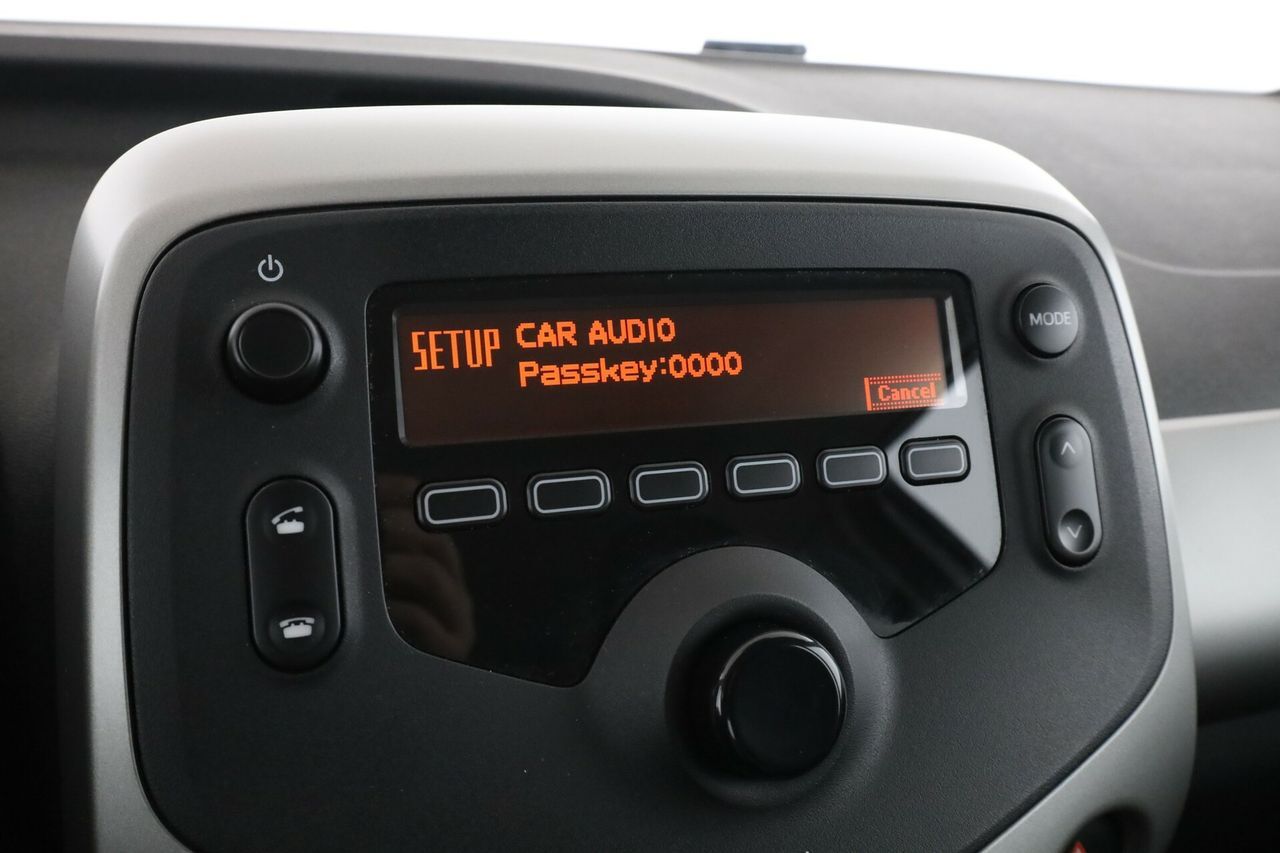 SETUP CAR AUDIO
Passkey:0000
Cancel
MODE